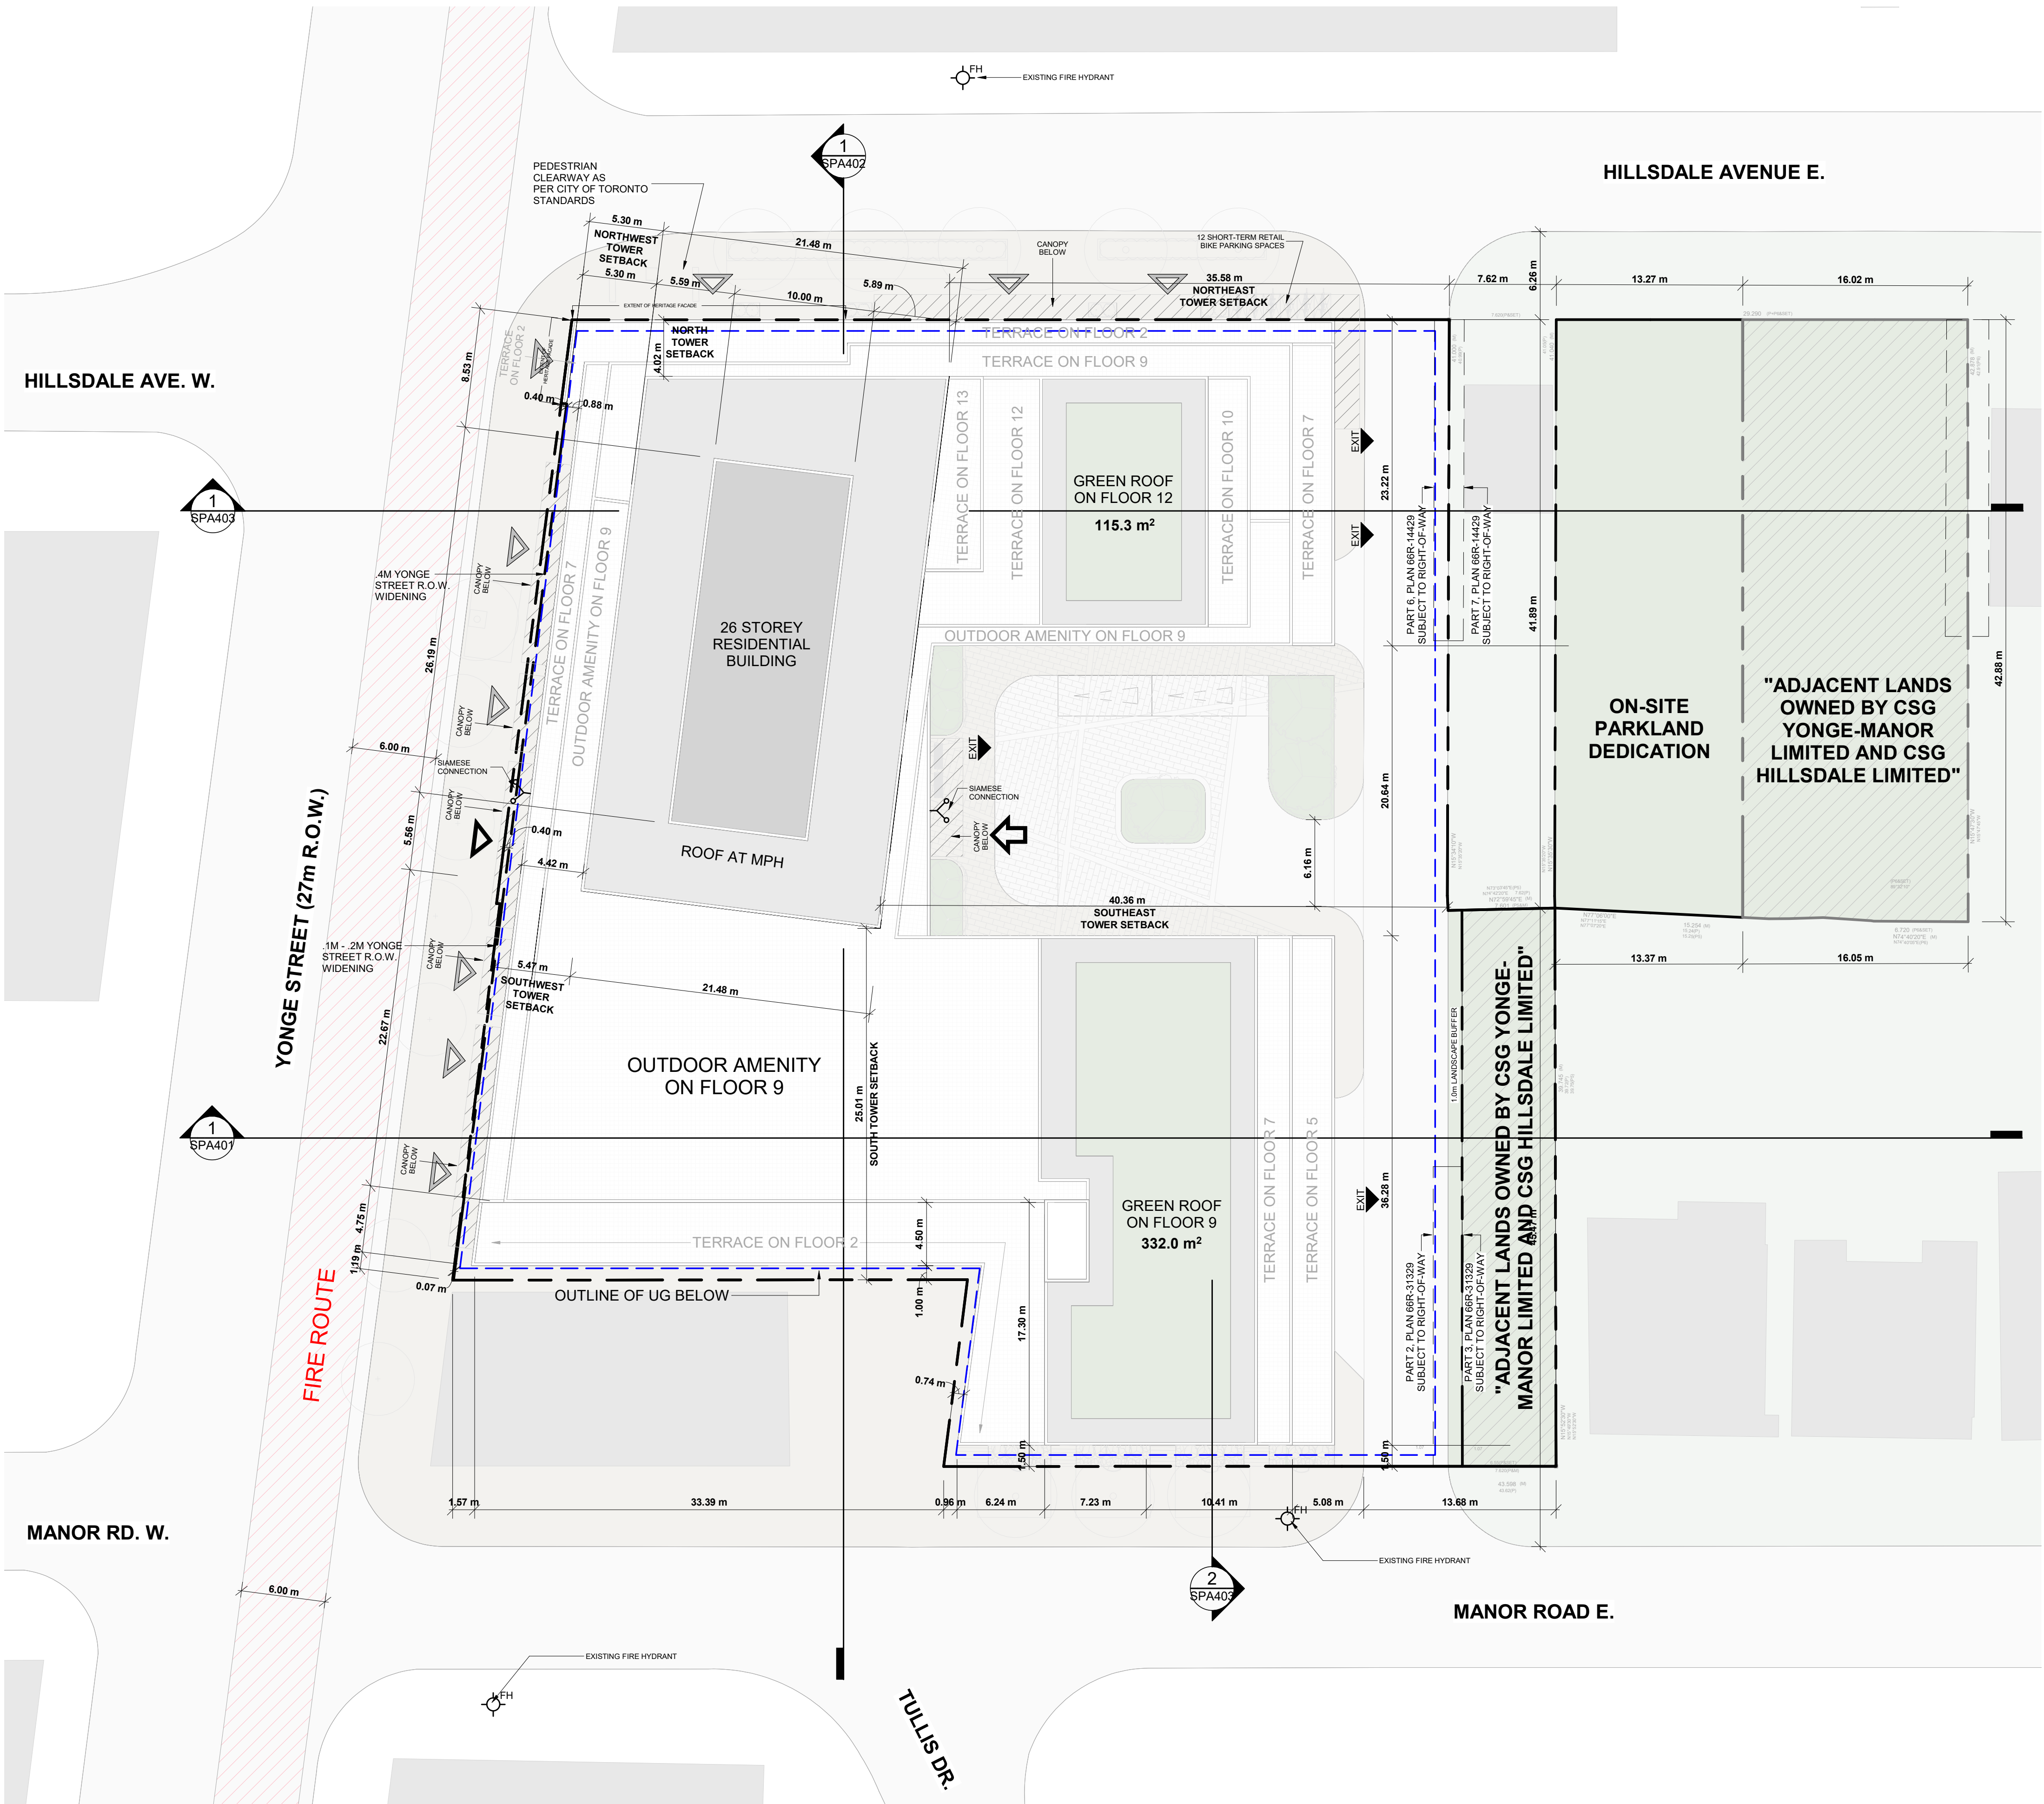 FH
EXISTING FIRE HYDRANT
1
SPA402
PEDESTRIAN
CLEARWAY AS
PER CITY OF TORONTO
STANDARDS
HILLSDALE AVENUE E.
5.30 m
NORTHWEST
TOWER
SETBACK
5.30 m
21.48 m
5.59 m
10.00 m
5.89 m
CANOPY
BELOW
12 SHORT-TERM RETAIL
BIKE PARKING SPACES
35.58 m
NORTHEAST
TOWER SETBACK
7.62 m
6.26 m
13.27 m
16.02 m
EXTENT OF HERITAGE FACADE
TERRACE
ON FLOOR 2
NORTH
TOWER
SETBACK
4.02 m
TERRACE ON FLOOR 2
TERRACE ON FLOOR 9
8.53 m
HILLSDALE AVE. W.
0.40 m
0.88 m
TERRACE ON FLOOR 13
TERRACE ON FLOOR 12
GREEN ROOF
ON FLOOR 12
115.3 m²
TERRACE ON FLOOR 10
TERRACE ON FLOOR 7
EXIT
EXIT
23.22 m
PART 6, PLAN 66R-14429
SUBJECT TO RIGHT-OF-WAY
PART 7, PLAN 66R-14429
SUBJECT TO RIGHT-OF-WAY
1
SPA403
.4M YONGE
STREET R.O.W.
WIDENING
CANOPY
BELOW
TERRACE ON FLOOR 7
OUTDOOR AMENITY ON FLOOR 9
26 STOREY
RESIDENTIAL
BUILDING
OUTDOOR AMENITY ON FLOOR 9
41.89 m
26.19 m
42.88 m
ON-SITE
PARKLAND
DEDICATION
"ADJACENT LANDS
OWNED BY CSG
YONGE-MANOR
LIMITED AND CSG
HILLSDALE LIMITED"
CANOPY
BELOW
6.00 m
SIAMESE
CONNECTION
EXIT
SIAMESE
CONNECTION
CANOPY
BELOW
20.64 m
YONGE STREET (27m R.O.W.)
CANOPY
BELOW
5.56 m
0.40 m
4.42 m
ROOF AT MPH
6.16 m
40.36 m
SOUTHEAST
TOWER SETBACK
.1M - .2M YONGE
STREET R.O.W.
WIDENING
CANOPY
BELOW
5.47 m
SOUTHWEST
TOWER
SETBACK
21.48 m
13.37 m
16.05 m
22.67 m
OUTDOOR AMENITY
ON FLOOR 9
25.01 m
SOUTH TOWER SETBACK
1.0m LANDSCAPE BUFFER
"ADJACENT LANDS OWNED BY CSG YONGE-
MANOR LIMITED AND CSG HILLSDALE LIMITED"
45.47 m
1
SPA401
CANOPY
BELOW
TERRACE ON FLOOR 7
TERRACE ON FLOOR 5
EXIT
36.28 m
GREEN ROOF
ON FLOOR 9
332.0 m²
4.75 m
1.19 m
0.07 m
TERRACE ON FLOOR 2
4.50 m
1.00 m
OUTLINE OF UG BELOW
17.30 m
0.74 m
PART 2, PLAN 66R-31329
SUBJECT TO RIGHT-OF-WAY
PART 3, PLAN 66R-31329
SUBJECT TO RIGHT-OF-WAY
FIRE ROUTE
1.50 m
1.50 m
1.57 m
33.39 m
0.96 m
6.24 m
7.23 m
10.41 m
5.08 m
13.68 m
FH
EXISTING FIRE HYDRANT
MANOR RD. W.
6.00 m
2
SPA403
MANOR ROAD E.
EXISTING FIRE HYDRANT
FH
TULLIS DR.